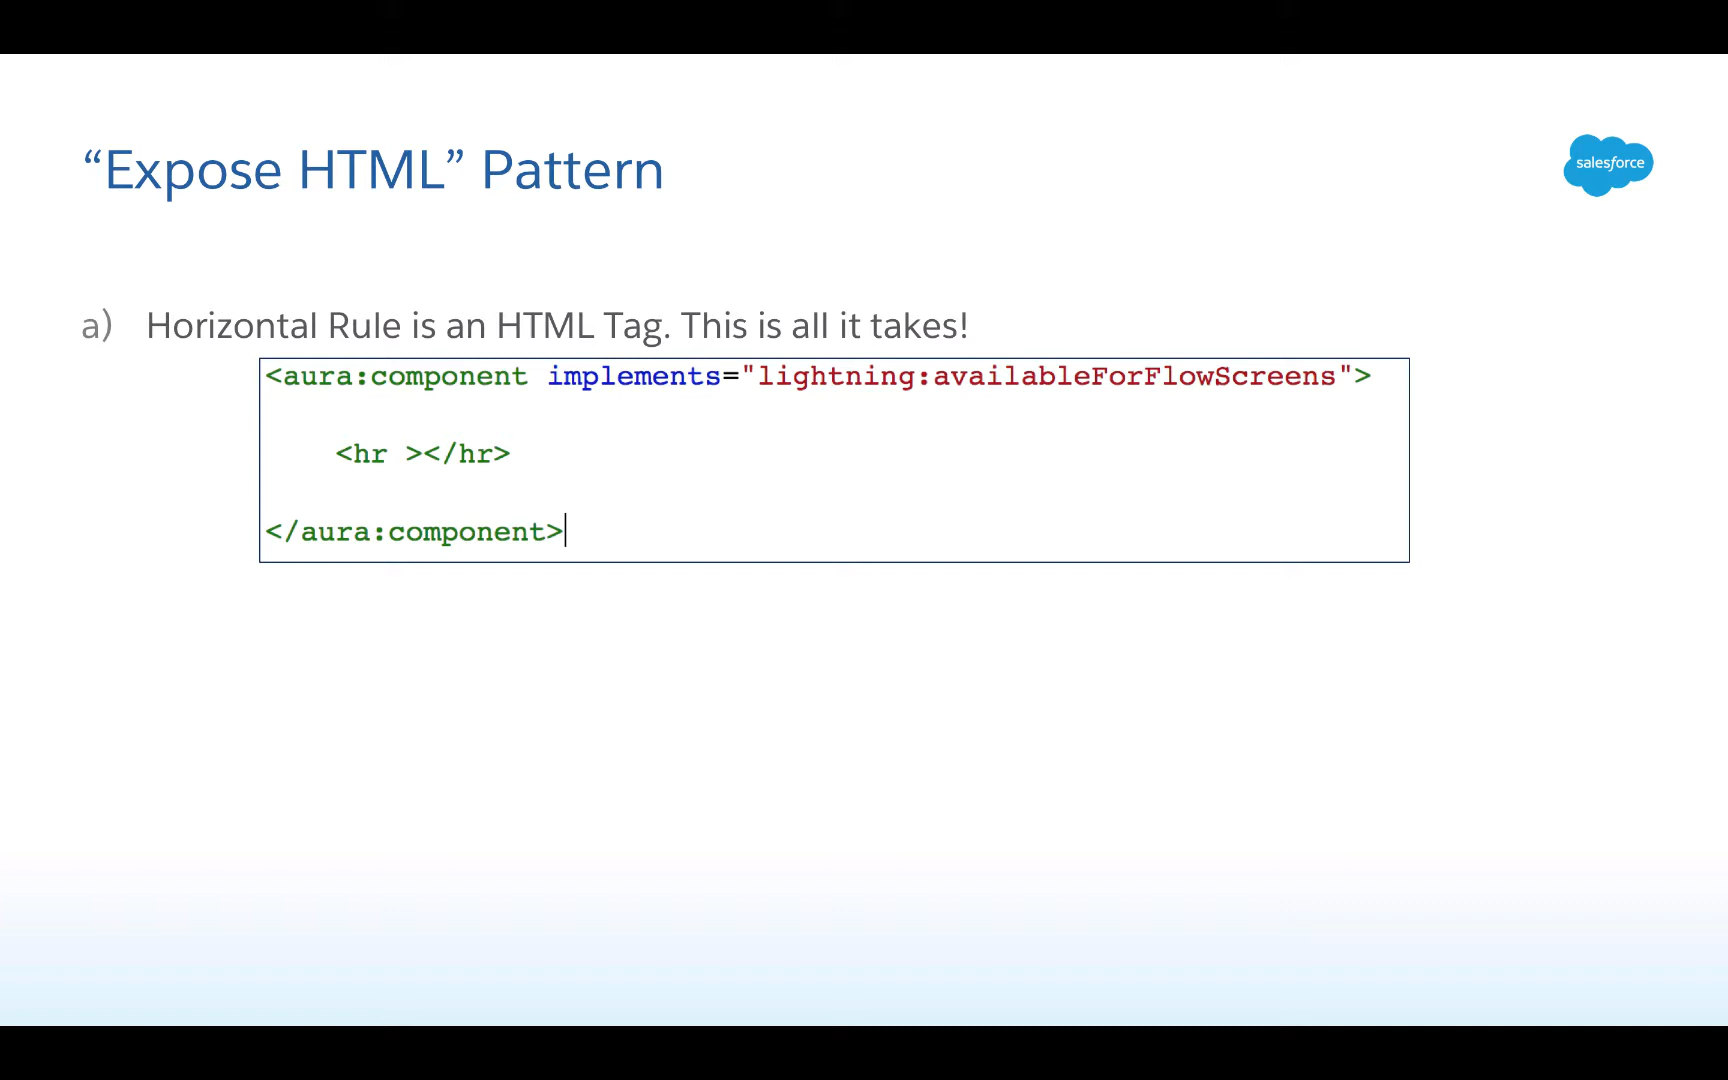 “Expose HTML” Pattern
salesforce
a) Horizontal Rule is an HTML Tag. This is all it takes!
<aura:component implements="lightning:availableForFlowScreens">
<hr ></hr>
</aura:component>